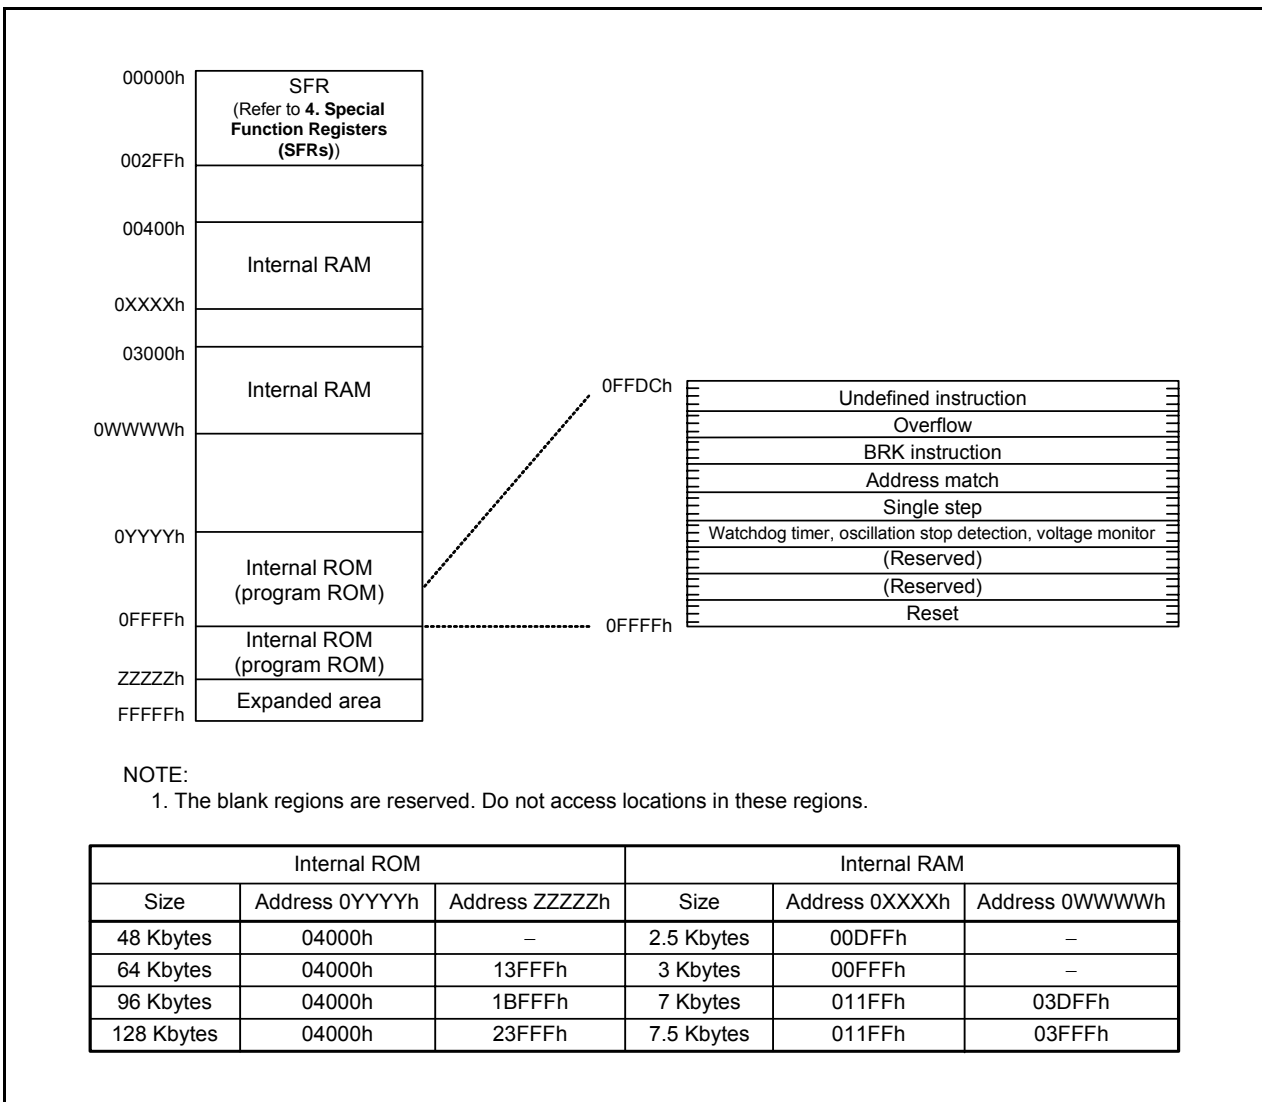 00000h
SFR
(Refer to 4. Special
Function Registers
(SFRs))
002FFh
00400h
Internal RAM
0XXXXh
03000h
Internal RAM
0WWWWh
0YYYYh
Internal ROM
(program ROM)
0FFFFh
Internal ROM
(program ROM)
ZZZZZh
Expanded area
FFFFFh
0FFDCh
Undefined instruction
Overflow
BRK instruction
Address match
Single step
Watchdog timer, oscillation stop detection, voltage monitor
(Reserved)
(Reserved)
Reset
0FFFFh
NOTE:
1. The blank regions are reserved. Do not access locations in these regions.
Internal ROM Internal RAM
Size Address 0YYYYh Address ZZZZZh Size Address 0XXXXh Address 0WWWWh
48 Kbytes 04000h – 2.5 Kbytes 00DFFh –
64 Kbytes 04000h 13FFFh 3 Kbytes 00FFFh –
96 Kbytes 04000h 1BFFFh 7 Kbytes 011FFh 03DFFh
128 Kbytes 04000h 23FFFh 7.5 Kbytes 011FFh 03FFFh